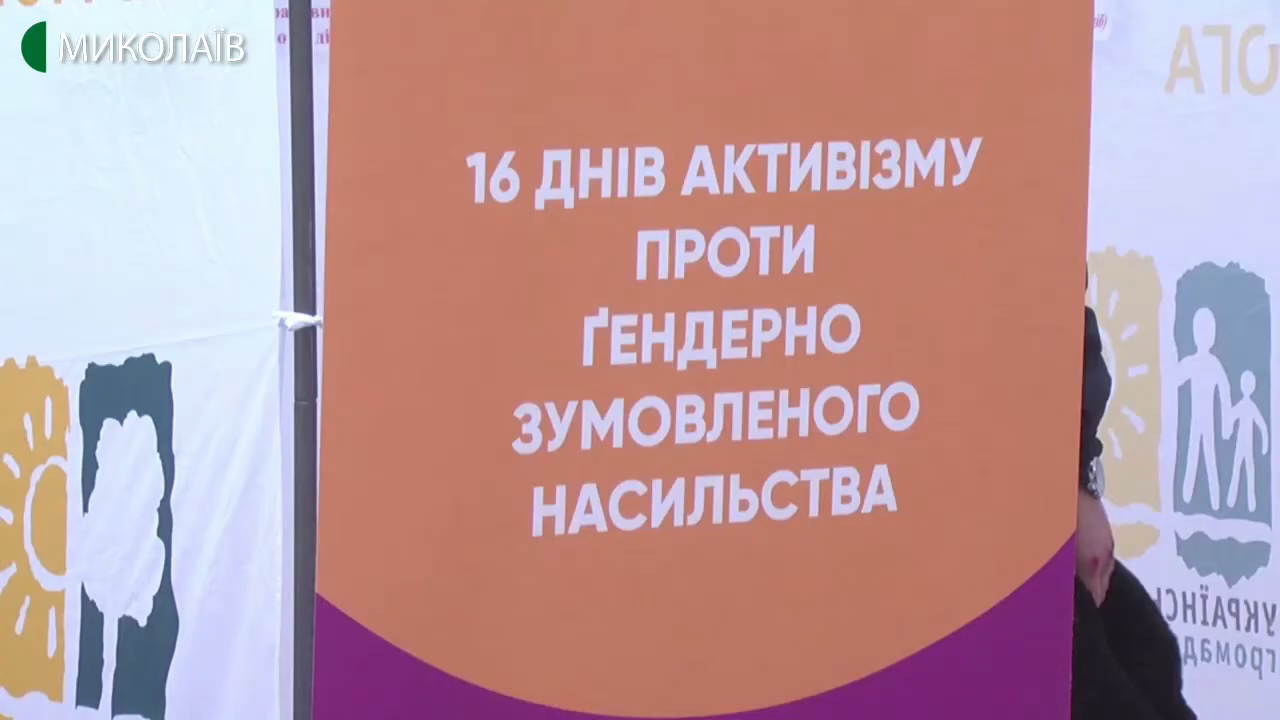 МИКОЛАЇВ
16 ДНІВ АКТИВІЗМУ
ПРОТИ
ҐЕНДЕРНО
ЗУМОВЛЕНОГО
НАСИЛЬСТВА